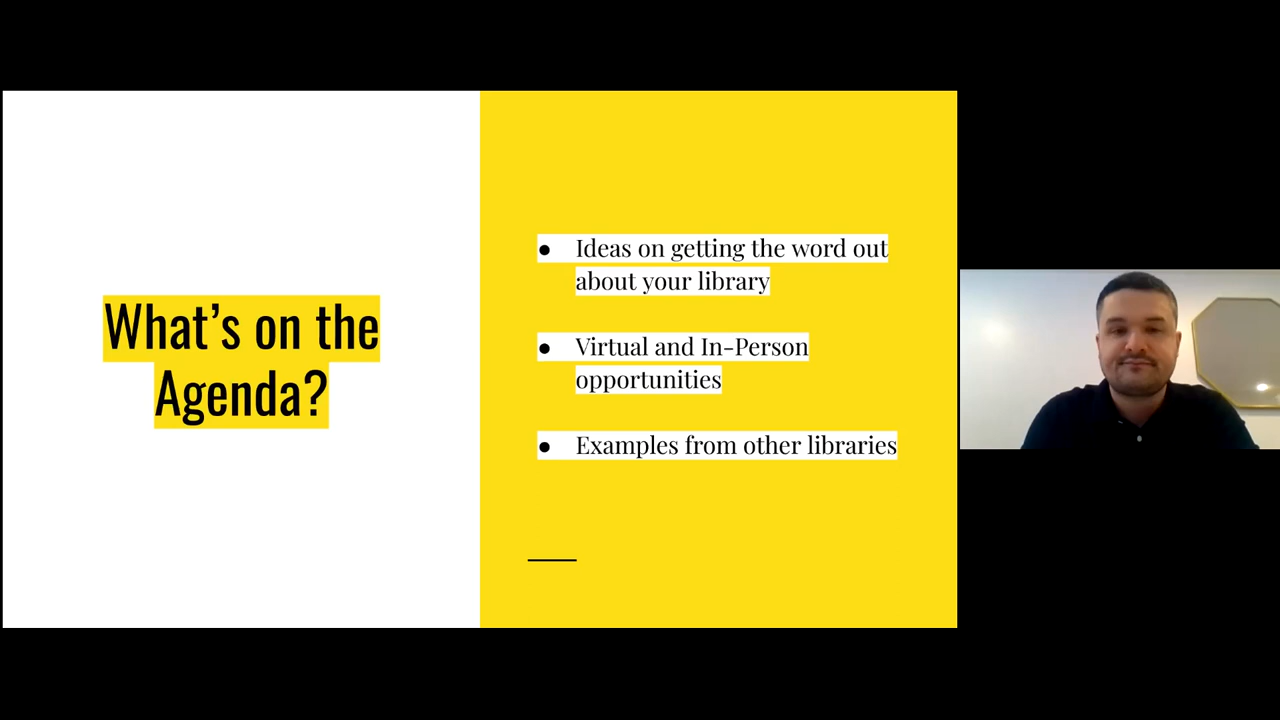 What’s on the
Agenda?
● Ideas on getting the word out
about your library
● Virtual and In-Person
opportunities
● Examples from other libraries